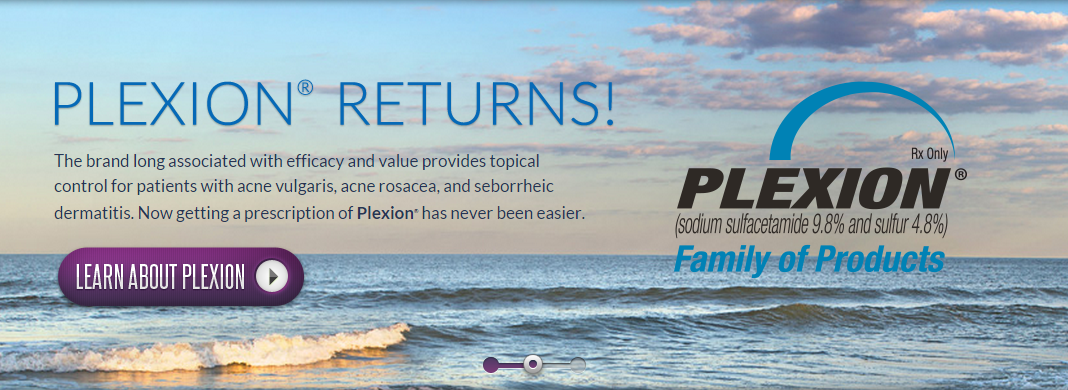 PLEXION® RETURNS!
The brand long associated with efficacy and value provides topical
control for patients with acne vulgaris, acne rosacea, and seborrheic
dermatitis. Now getting a prescription of Plexion® has never been easier.
LEARN ABOUT PLEXION
Rx Only
PLEXION®
(sodium sulfacetamide 9.8% and sulfur 4.8%)
Family of Products